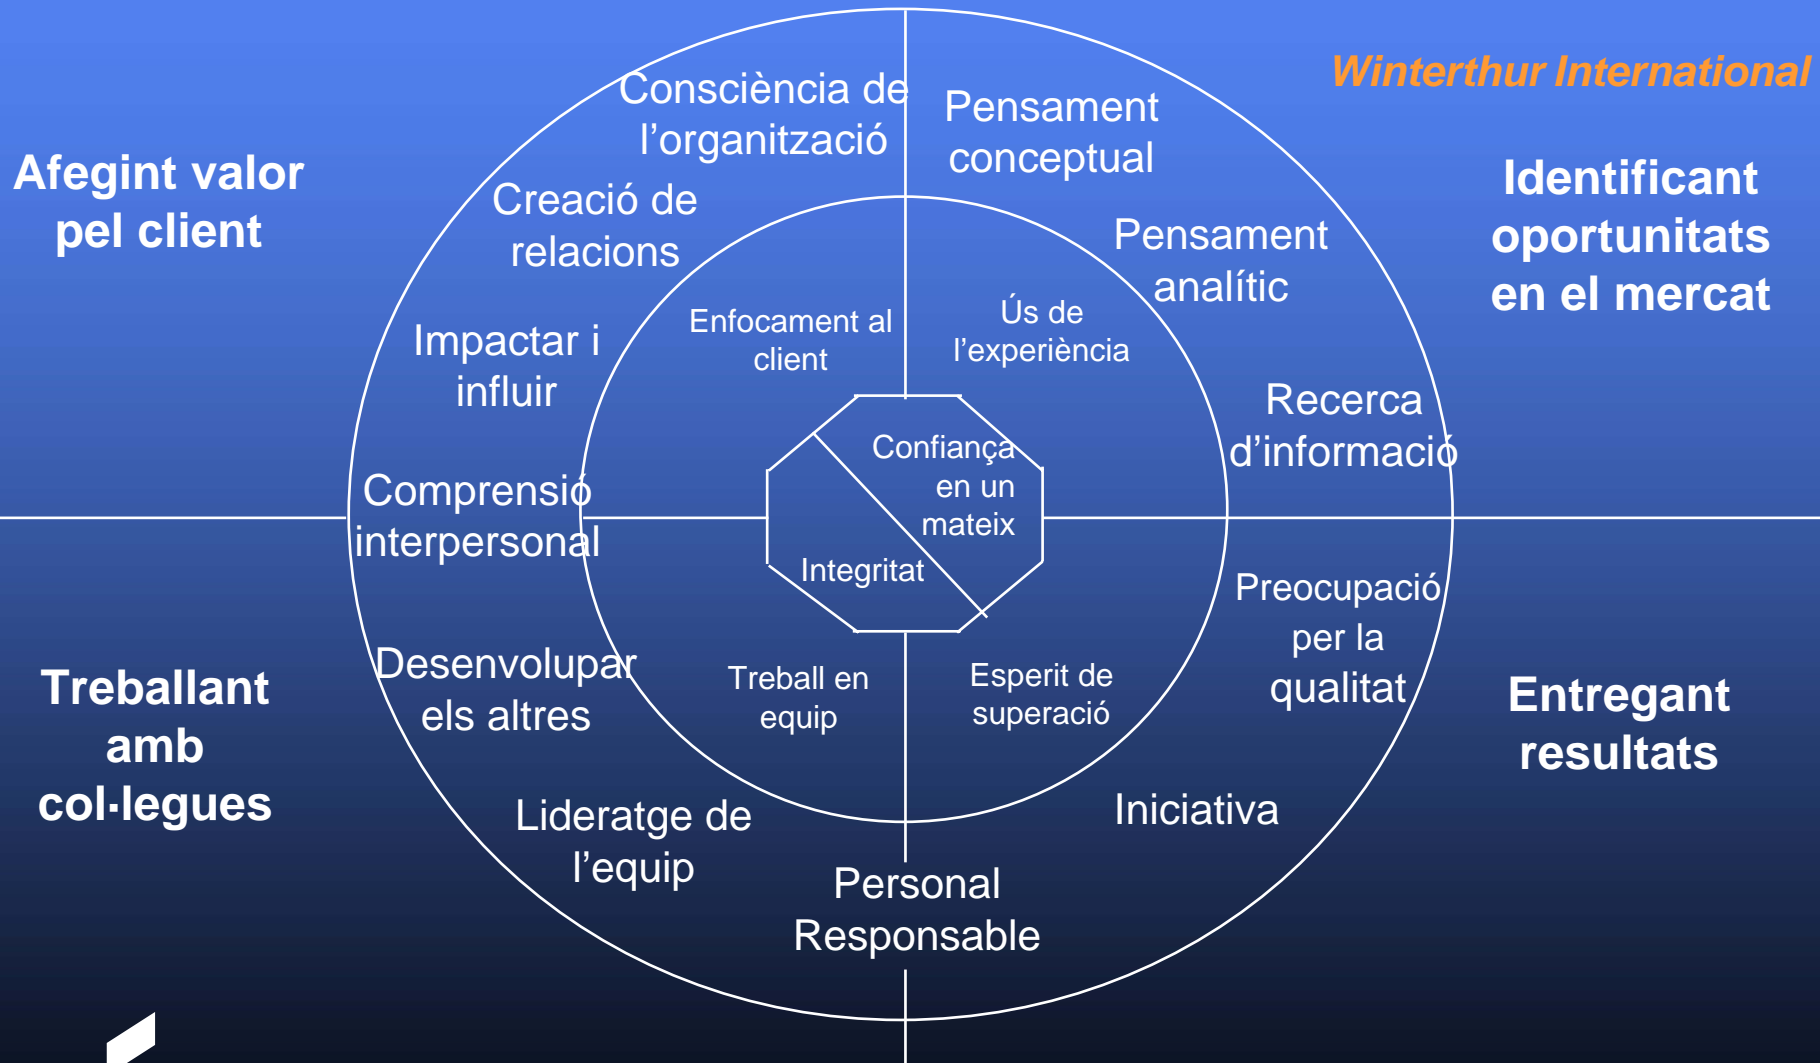 Winterthur International
Afegint valor
pel client
Consciència de
l’organització
Creació de
relacions
Impactar i
influir
Comprensió
interpersonal
Enfocament al
client
Pensament
conceptual
Pensament
analític
Recerca
d’informació
Ús de
l’experiència
Identificant
oportunitats
en el mercat
Confiança
en un
mateix
Integritat
Treballant
amb
col·legues
Desenvolupar
els altres
Lideratge de
l’equip
Treball en
equip
Personal
Responsable
Esperit de
superació
Preocupació
per la
qualitat
Iniciativa
Entregant
resultats